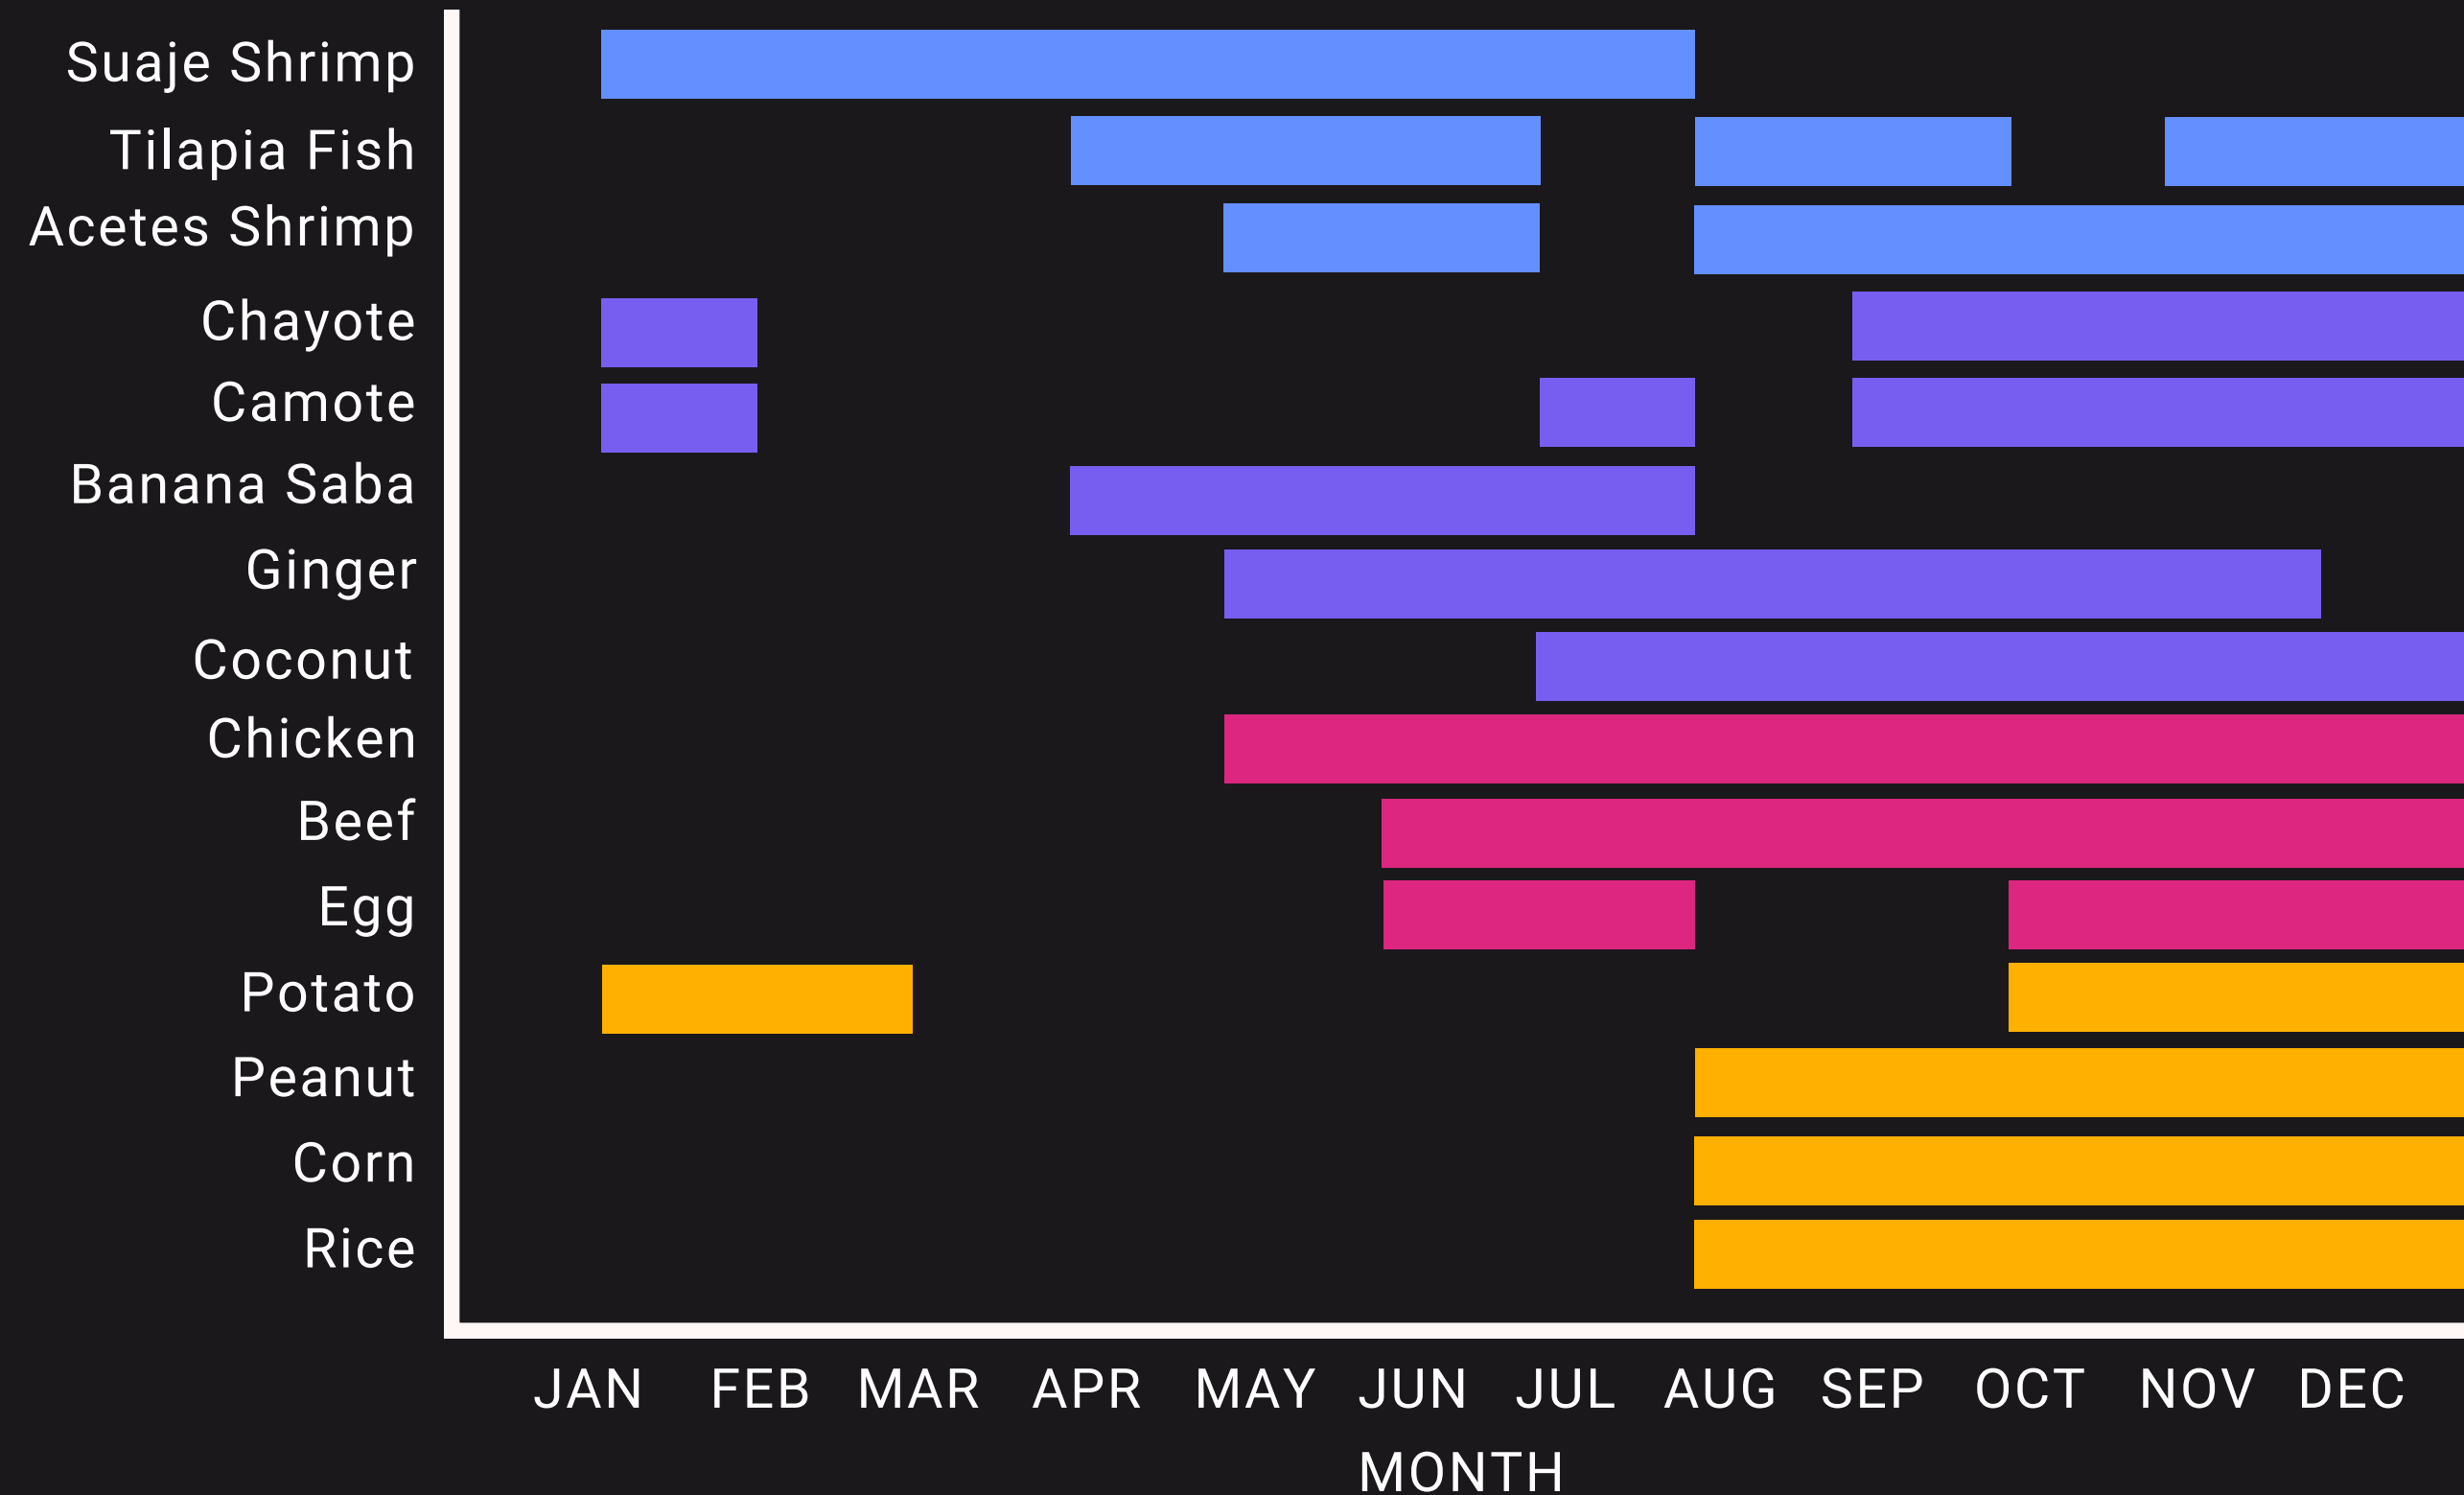 Suaje Shrimp
Tilapia Fish
Acetes Shrimp
Chayote
Camote
Banana Saba
Ginger
Coconut
Chicken
Beef
Egg
Potato
Peanut
Corn
Rice
JAN FEB MAR APR MAY JUN JUL AUG SEP OCT NOV DEC
MONTH